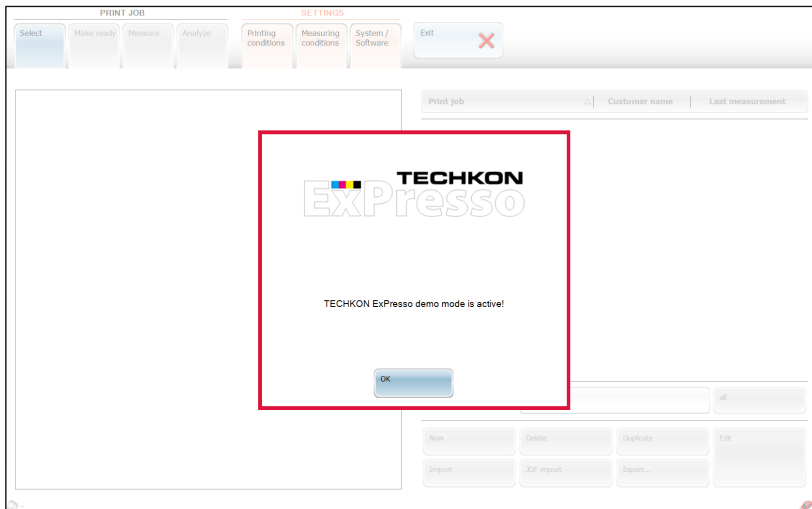 PRINT JOB
SETTINGS
Select
Make ready
Measure
Analyze
Printing
conditions
Measuring
conditions
System /
Software
Exit
Print job
Customer name
Last measurement
TECHKON
ExPresso
TECHKON ExPresso demo mode is active!
OK
all
New
Delete
Duplicate
Edit
Import
JDF import
Export...